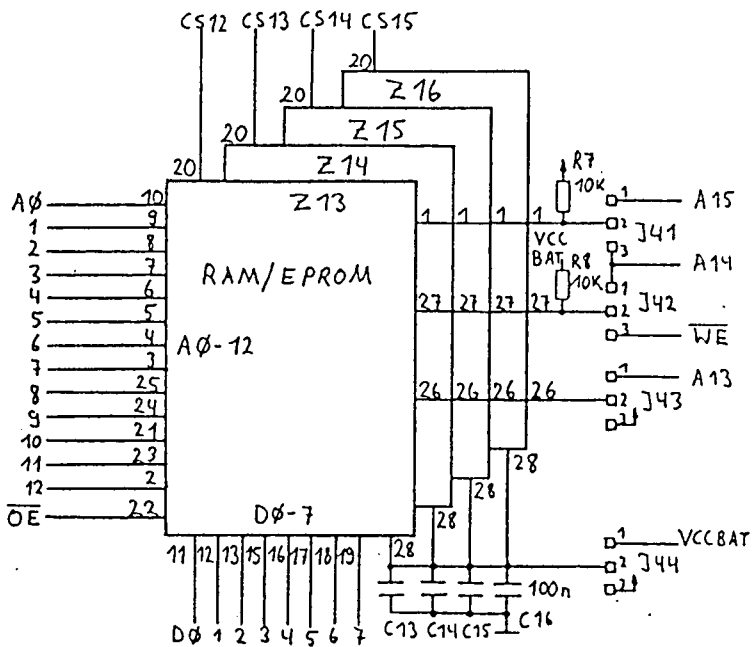 CS12 CS13 CS14 CS15
20 Z16
20 Z15
20 Z14
20 Z13
RAM/EPROM
AØ-12
DØ-7
AØ 10
1 9
2 8
3 7
4 6
5 5
6 4
7 3
8 25
9 24
10 21
11 23
12 2
OE 22
11 12 13 15 16 17 18 19
DØ 1 2 3 4 5 6 7
1 1 1 1
R7
10K
VCC
BAT
R8
10K
27 27 27 27
26 26 26 26
28
28
28
28
1 A15
2 J41
3 A14
1
2 J42
3 WE
1 A13
2 J43
3
1 VCCBAT
2 J44
100n
C13 C14 C15 C16